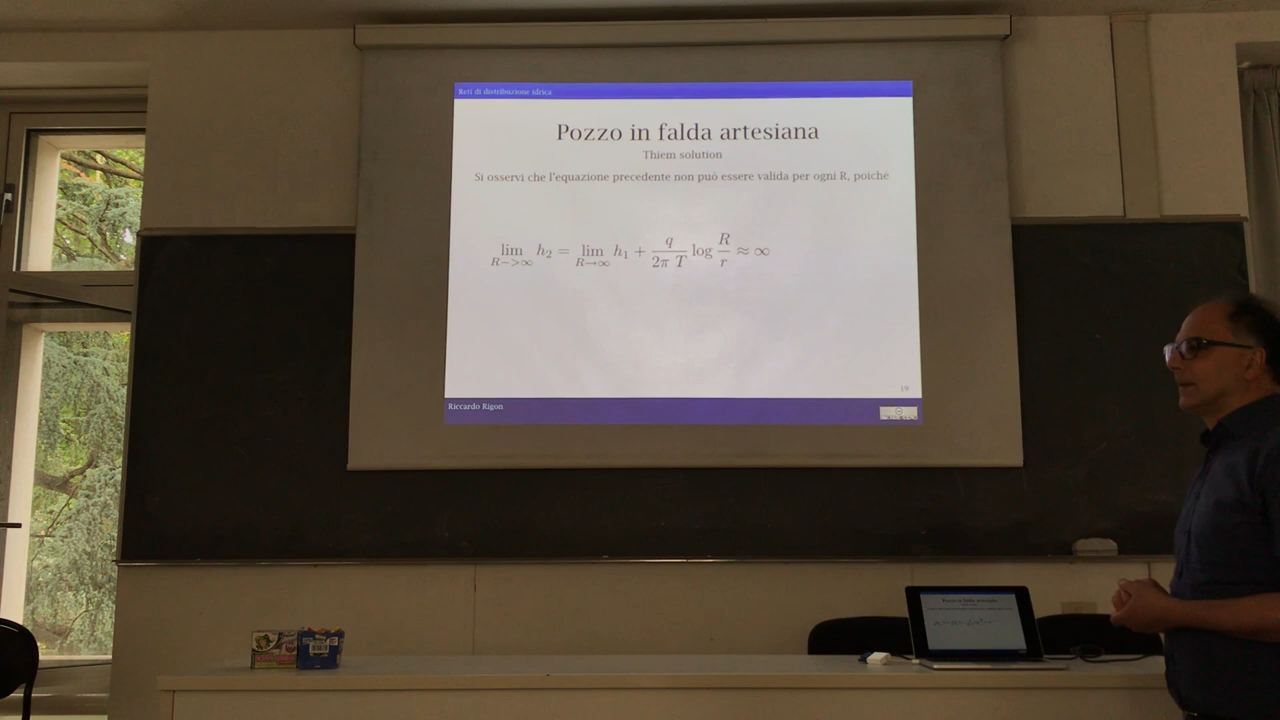 Reti di distribuzione idrica
Pozzo in falda artesiana
Thiem solution
Si osservi che l'equazione precedente non può essere valida per ogni R, poiché
lim R−>∞ h₂ = lim R→∞ h₁ + q/2π T log R/r ≈ ∞
19
Riccardo Rigon